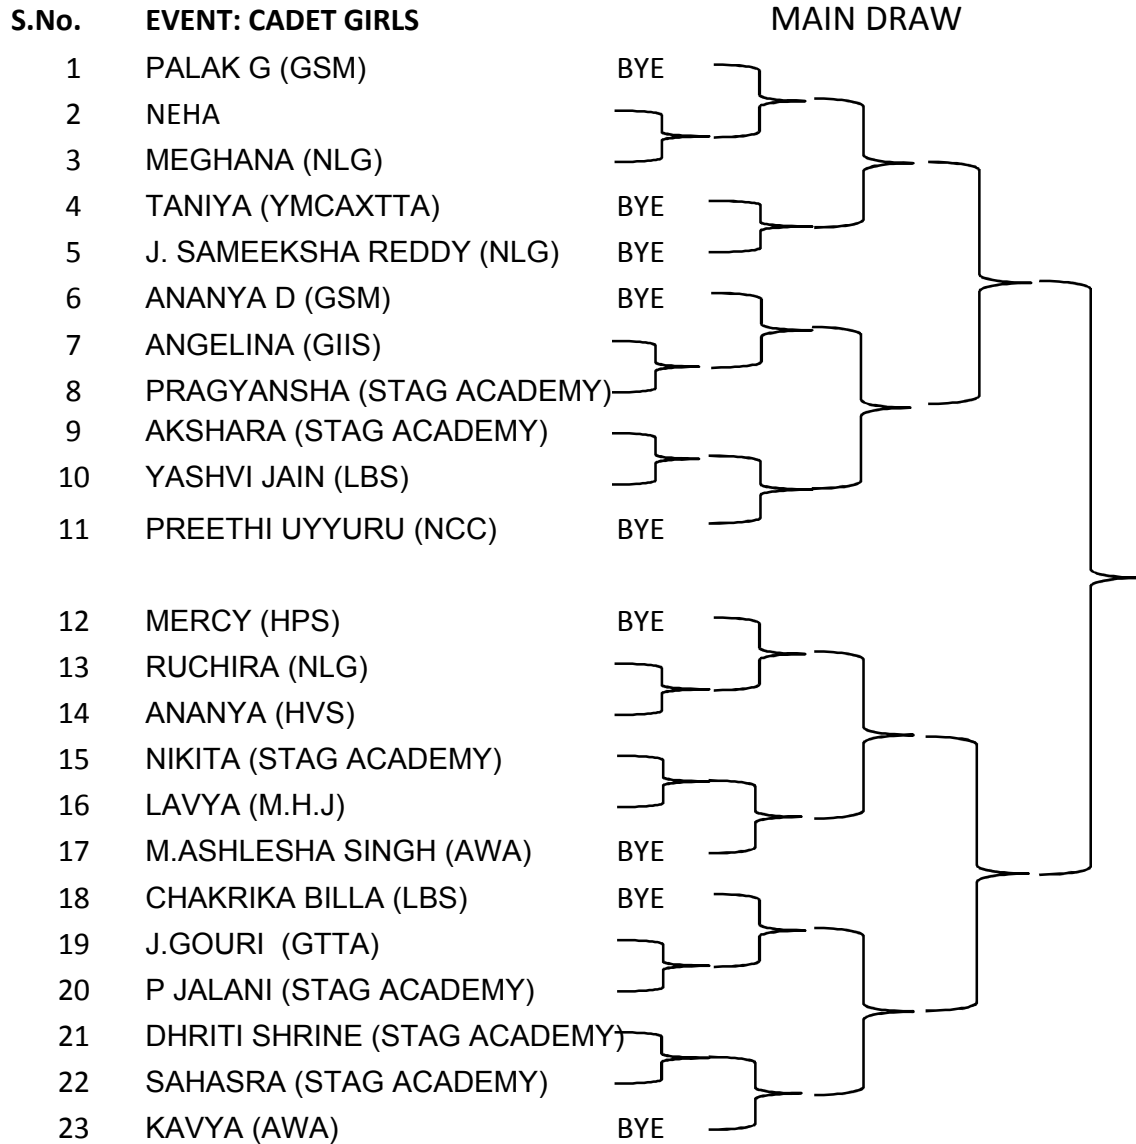 S.No. EVENT: CADET GIRLS MAIN DRAW
1 PALAK G (GSM) BYE
2 NEHA
3 MEGHANA (NLG)
4 TANIYA (YMCAXTTA) BYE
5 J. SAMEEKSHA REDDY (NLG) BYE
6 ANANYA D (GSM) BYE
7 ANGELINA (GIIS)
8 PRAGYANSHA (STAG ACADEMY)
9 AKSHARA (STAG ACADEMY)
10 YASHVI JAIN (LBS)
11 PREETHI UYYURU (NCC) BYE
12 MERCY (HPS) BYE
13 RUCHIRA (NLG)
14 ANANYA (HVS)
15 NIKITA (STAG ACADEMY)
16 LAVYA (M.H.J)
17 M.ASHLESHA SINGH (AWA) BYE
18 CHAKRIKA BILLA (LBS) BYE
19 J.GOURI (GTTA)
20 P JALANI (STAG ACADEMY)
21 DHRITI SHRINE (STAG ACADEMY)
22 SAHASRA (STAG ACADEMY)
23 KAVYA (AWA) BYE